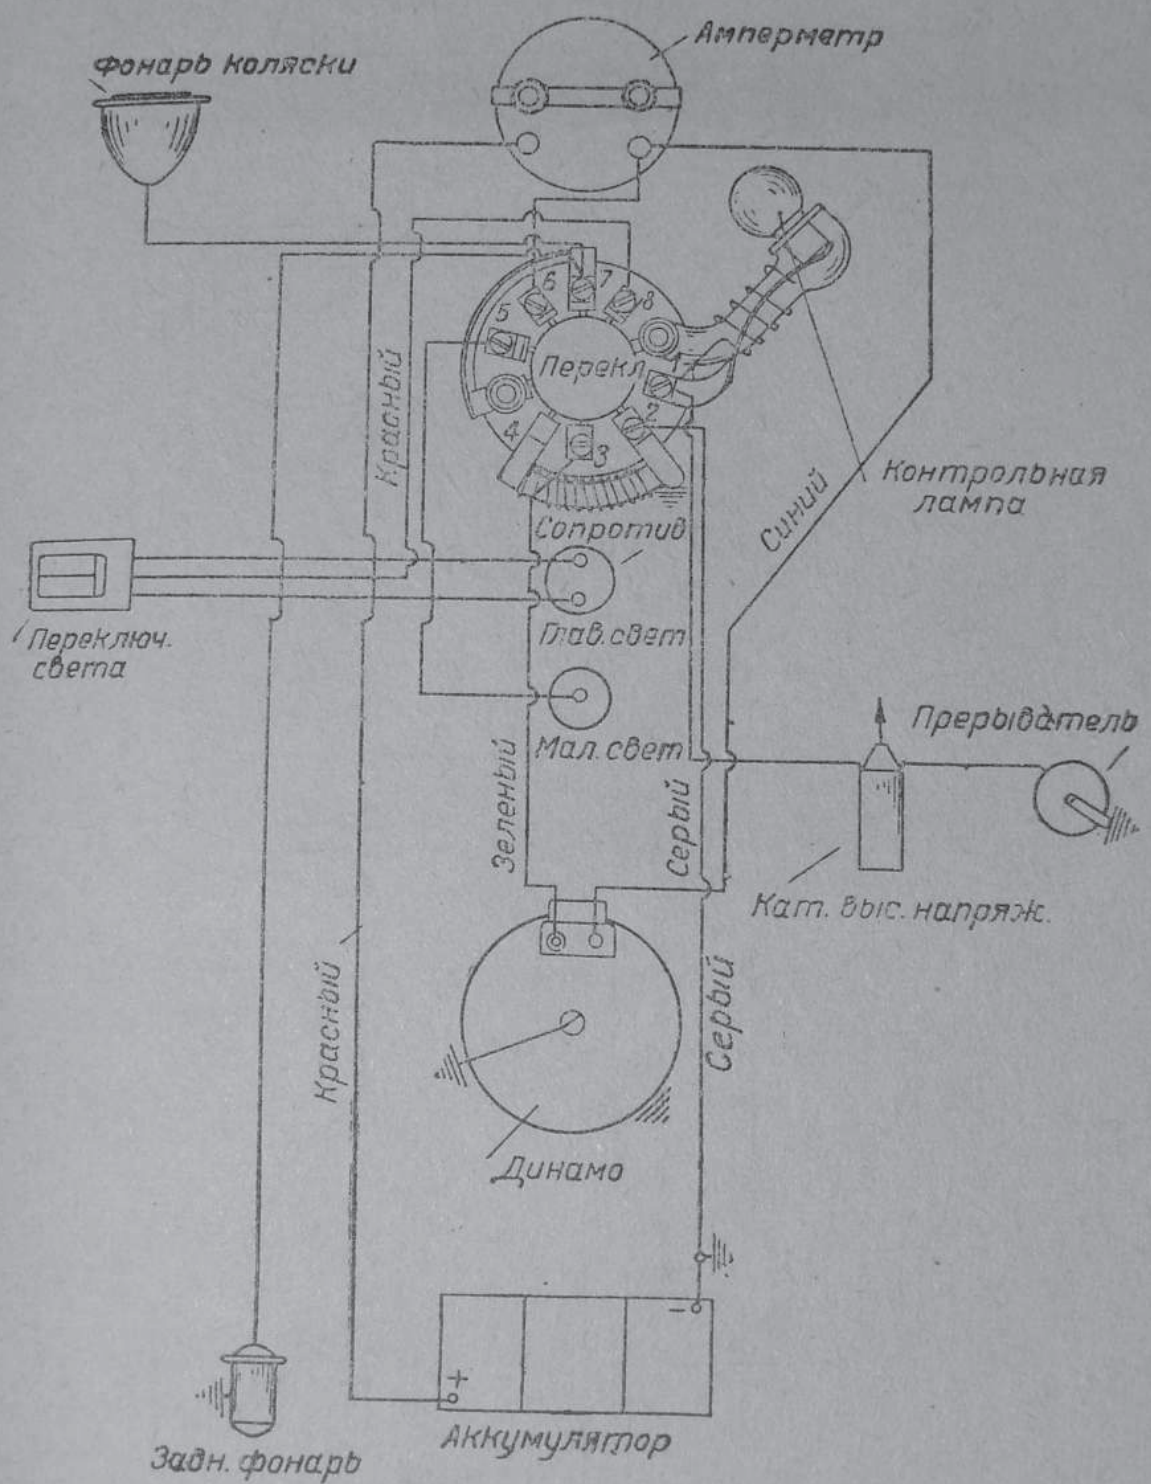 Амперметр
Фонарь коляски
6
7
8
5
Перекл
1
2
4
3
Красный
Контрольная
лампа
Синий
Сопротив
Глав. свет
Переключ.
света
Мал. свет
Прерыватель
Зеленый
Серый
Кат. выс. напряж.
Красный
Серый
Динамо
−
+
Аккумулятор
Задн. фонарь